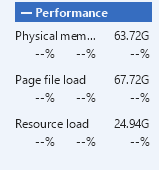 — Performance
Physical mem... 63.72G
--% --% --%
Page file load 67.72G
--% --% --%
Resource load 24.94G
--% --% --%